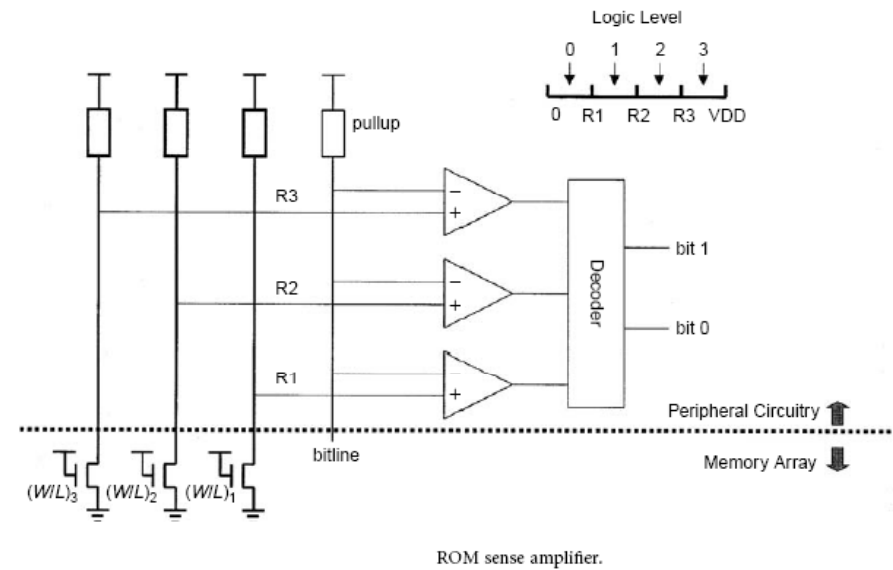 Logic Level
0 1 2 3
0 R1 R2 R3 VDD
pullup
R3
− +
R2
− +
R1
+
Decoder
bit 1
bit 0
Peripheral Circuitry
bitline
Memory Array
(W/L)3 (W/L)2 (W/L)1
ROM sense amplifier.